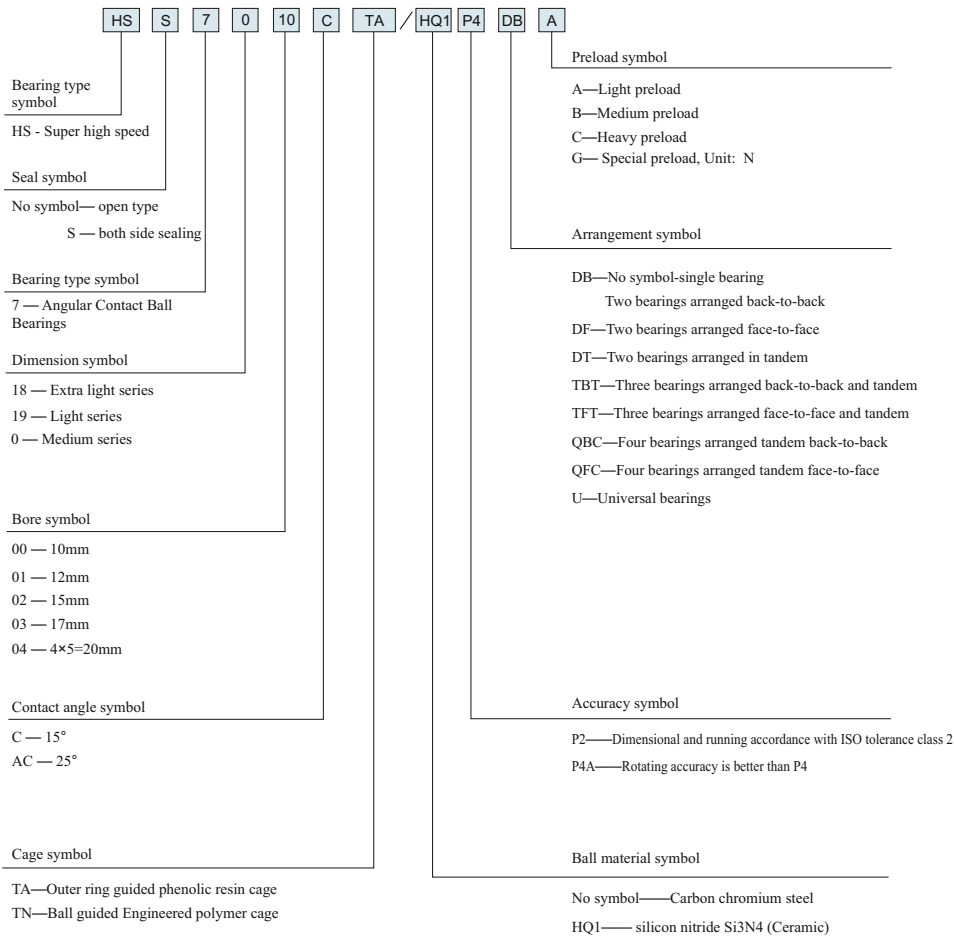 HS S 7 0 10 C TA / HQ1 P4 DB A
Bearing type
symbol
HS - Super high speed
Seal symbol
No symbol— open type
S — both side sealing
Bearing type symbol
7 — Angular Contact Ball
Bearings
Dimension symbol
18 — Extra light series
19 — Light series
0 — Medium series
Bore symbol
00 — 10mm
01 — 12mm
02 — 15mm
03 — 17mm
04 — 4×5=20mm
Contact angle symbol
C — 15°
AC — 25°
Cage symbol
TA—Outer ring guided phenolic resin cage
TN—Ball guided Engineered polymer cage
Preload symbol
A—Light preload
B—Medium preload
C—Heavy preload
G— Special preload, Unit: N
Arrangement symbol
DB—No symbol-single bearing
Two bearings arranged back-to-back
DF—Two bearings arranged face-to-face
DT—Two bearings arranged in tandem
TBT—Three bearings arranged back-to-back and tandem
TFT—Three bearings arranged face-to-face and tandem
QBC—Four bearings arranged tandem back-to-back
QFC—Four bearings arranged tandem face-to-face
U—Universal bearings
Accuracy symbol
P2——Dimensional and running accordance with ISO tolerance class 2
P4A——Rotating accuracy is better than P4
Ball material symbol
No symbol——Carbon chromium steel
HQ1—— silicon nitride Si3N4 (Ceramic)